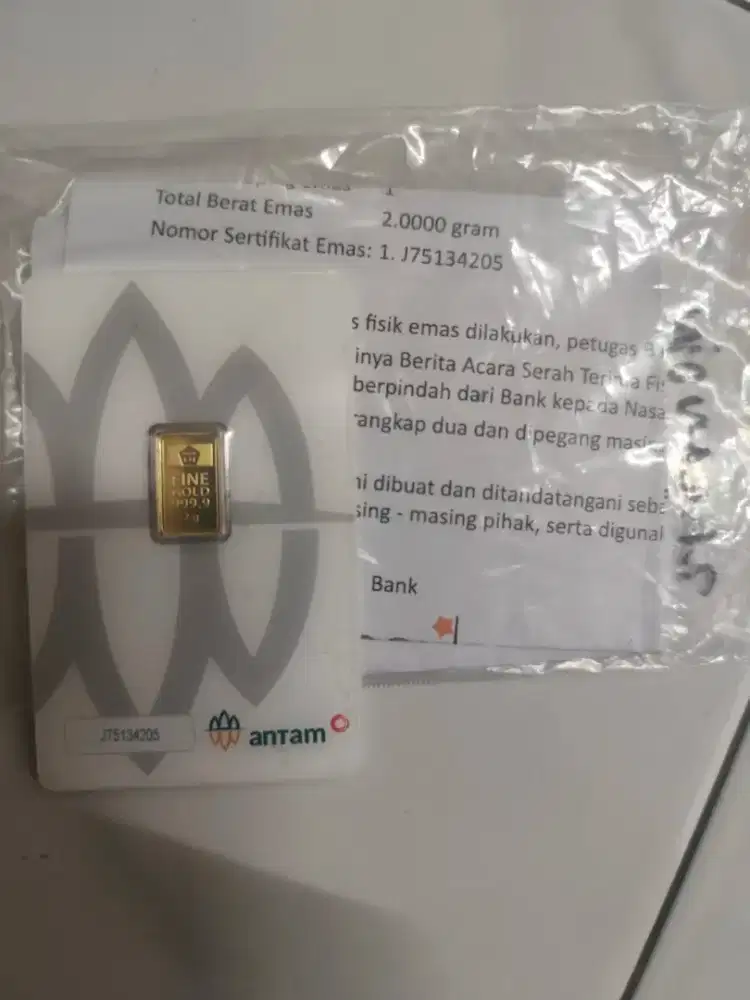 Total Berat Emas 2.0000 gram
Nomor Sertifikat Emas: 1. J75134205
s fisik emas dilakukan, petugas
inya Berita Acara Serah Terima Fi
berpindah dari Bank kepada Nasa
rangkap dua dan dipegang masi
ni dibuat dan ditandatangani seba
sing - masing pihak, serta digunal
Bank
FINE
GOLD
999.9
2g
J75134205
antam